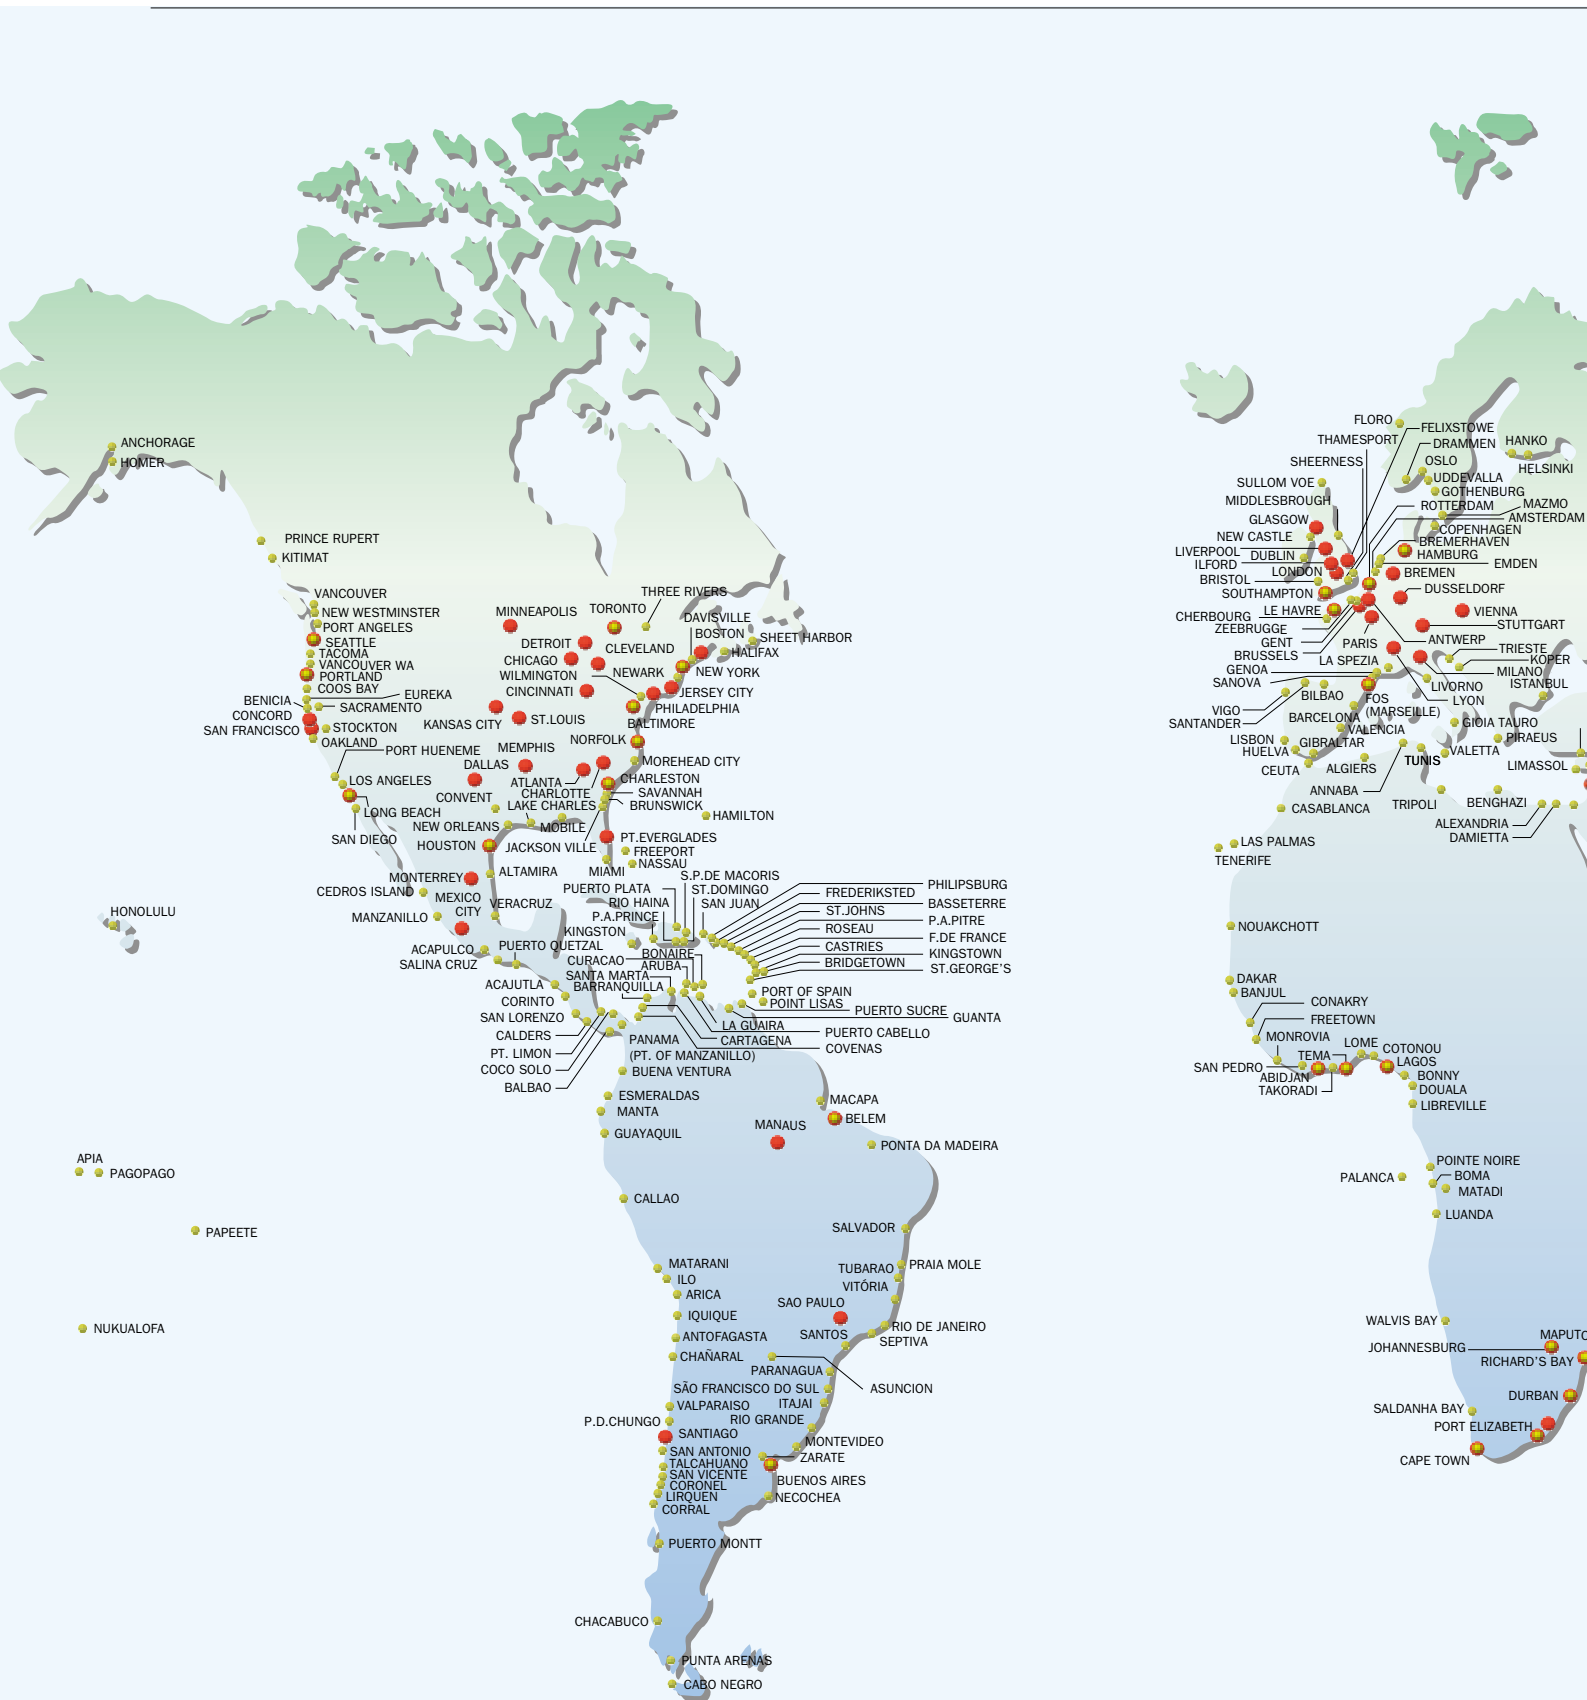 ANCHORAGE
HOMER
PRINCE RUPERT
KITIMAT
VANCOUVER
NEW WESTMINSTER
PORT ANGELES
SEATTLE
TACOMA
VANCOUVER WA
PORTLAND
COOS BAY
BENICIA
EUREKA
CONCORD
SACRAMENTO
SAN FRANCISCO
STOCKTON
OAKLAND
PORT HUENEME
LOS ANGELES
LONG BEACH
SAN DIEGO
MINNEAPOLIS
TORONTO
THREE RIVERS
DAVISVILLE
BOSTON
SHEET HARBOR
HALIFAX
DETROIT
CLEVELAND
CHICAGO
WILMINGTON
NEWARK
NEW YORK
CINCINNATI
JERSEY CITY
PHILADELPHIA
KANSAS CITY
ST.LOUIS
BALTIMORE
NORFOLK
MEMPHIS
DALLAS
MOREHEAD CITY
ATLANTA
CHARLESTON
CHARLOTTE
SAVANNAH
CONVENT
LAKE CHARLES
BRUNSWICK
HAMILTON
NEW ORLEANS
MOBILE
HOUSTON
JACKSON VILLE
PT.EVERGLADES
FREEPORT
NASSAU
MIAMI
MONTERREY
ALTAMIRA
CEDROS ISLAND
MEXICO
CITY
VERACRUZ
MANZANILLO
ACAPULCO
PUERTO QUETZAL
SALINA CRUZ
HONOLULU
S.P.DE MACORIS
PUERTO PLATA
ST.DOMINGO
RIO HAINA
SAN JUAN
P.A.PRINCE
KINGSTON
PHILIPSBURG
FREDERIKSTED
BASSETERRE
ST.JOHNS
P.A.PITRE
ROSEAU
F.DE FRANCE
CASTRIES
KINGSTOWN
BRIDGETOWN
ST.GEORGE'S
BONAIRE
CURACAO
ARUBA
SANTA MARTA
BARRANQUILLA
ACAJUTLA
CORINTO
SAN LORENZO
CALDERS
PT. LIMON
COCO SOLO
BALBAO
PORT OF SPAIN
POINT LISAS
PUERTO SUCRE
GUANTA
LA GUAIRA
PUERTO CABELLO
CARTAGENA
COVENAS
PANAMA
(PT. OF MANZANILLO)
BUENA VENTURA
ESMERALDAS
MANTA
GUAYAQUIL
MACAPA
BELEM
MANAUS
PONTA DA MADEIRA
CALLAO
SALVADOR
APIA
PAGOPAGO
PAPEETE
NUKUALOFA
MATARANI
ILO
ARICA
IQUIQUE
ANTOFAGASTA
CHAÑARAL
TUBARAO
PRAIA MOLE
VITÓRIA
SAO PAULO
SANTOS
RIO DE JANEIRO
SEPTIVA
PARANAGUA
ASUNCION
SÃO FRANCISCO DO SUL
ITAJAI
RIO GRANDE
VALPARAISO
P.D.CHUNGO
SANTIAGO
MONTEVIDEO
SAN ANTONIO
ZARATE
TALCAHUANO
SAN VICENTE
CORONEL
BUENOS AIRES
LIRQUEN
NECOCHEA
CORRAL
PUERTO MONTT
CHACABUCO
PUNTA ARENAS
CABO NEGRO
FLORO
FELIXSTOWE
THAMESPORT
DRAMMEN
HANKO
SHEERNESS
OSLO
HELSINKI
SULLOM VOE
UDDEVALLA
MIDDLESBROUGH
GOTHENBURG
GLASGOW
ROTTERDAM
MAZMO
AMSTERDAM
NEW CASTLE
COPENHAGEN
LIVERPOOL
DUBLIN
BREMERHAVEN
HAMBURG
ILFORD
EMDEN
LONDON
BREMEN
BRISTOL
DUSSELDORF
SOUTHAMPTON
LE HAVRE
VIENNA
CHERBOURG
STUTTGART
ZEEBRUGGE
GENT
PARIS
ANTWERP
BRUSSELS
TRIESTE
LA SPEZIA
KOPER
GENOA
MILANO
SANOVA
LIVORNO
ISTANBUL
BILBAO
LYON
VIGO
FOS
(MARSEILLE)
SANTANDER
BARCELONA
GIOIA TAURO
VALENCIA
PIRAEUS
LISBON
GIBRALTAR
HUELVA
VALETTA
TUNIS
CEUTA
ALGIERS
LIMASSOL
ANNABA
TRIPOLI
BENGHAZI
CASABLANCA
ALEXANDRIA
DAMIETTA
LAS PALMAS
TENERIFE
NOUAKCHOTT
DAKAR
BANJUL
CONAKRY
FREETOWN
MONROVIA
TEMA
LOME
COTONOU
SAN PEDRO
LAGOS
ABIDJAN
BONNY
TAKORADI
DOUALA
LIBREVILLE
POINTE NOIRE
PALANCA
BOMA
MATADI
LUANDA
WALVIS BAY
MAPUTO
JOHANNESBURG
RICHARD'S BAY
DURBAN
SALDANHA BAY
PORT ELIZABETH
CAPE TOWN